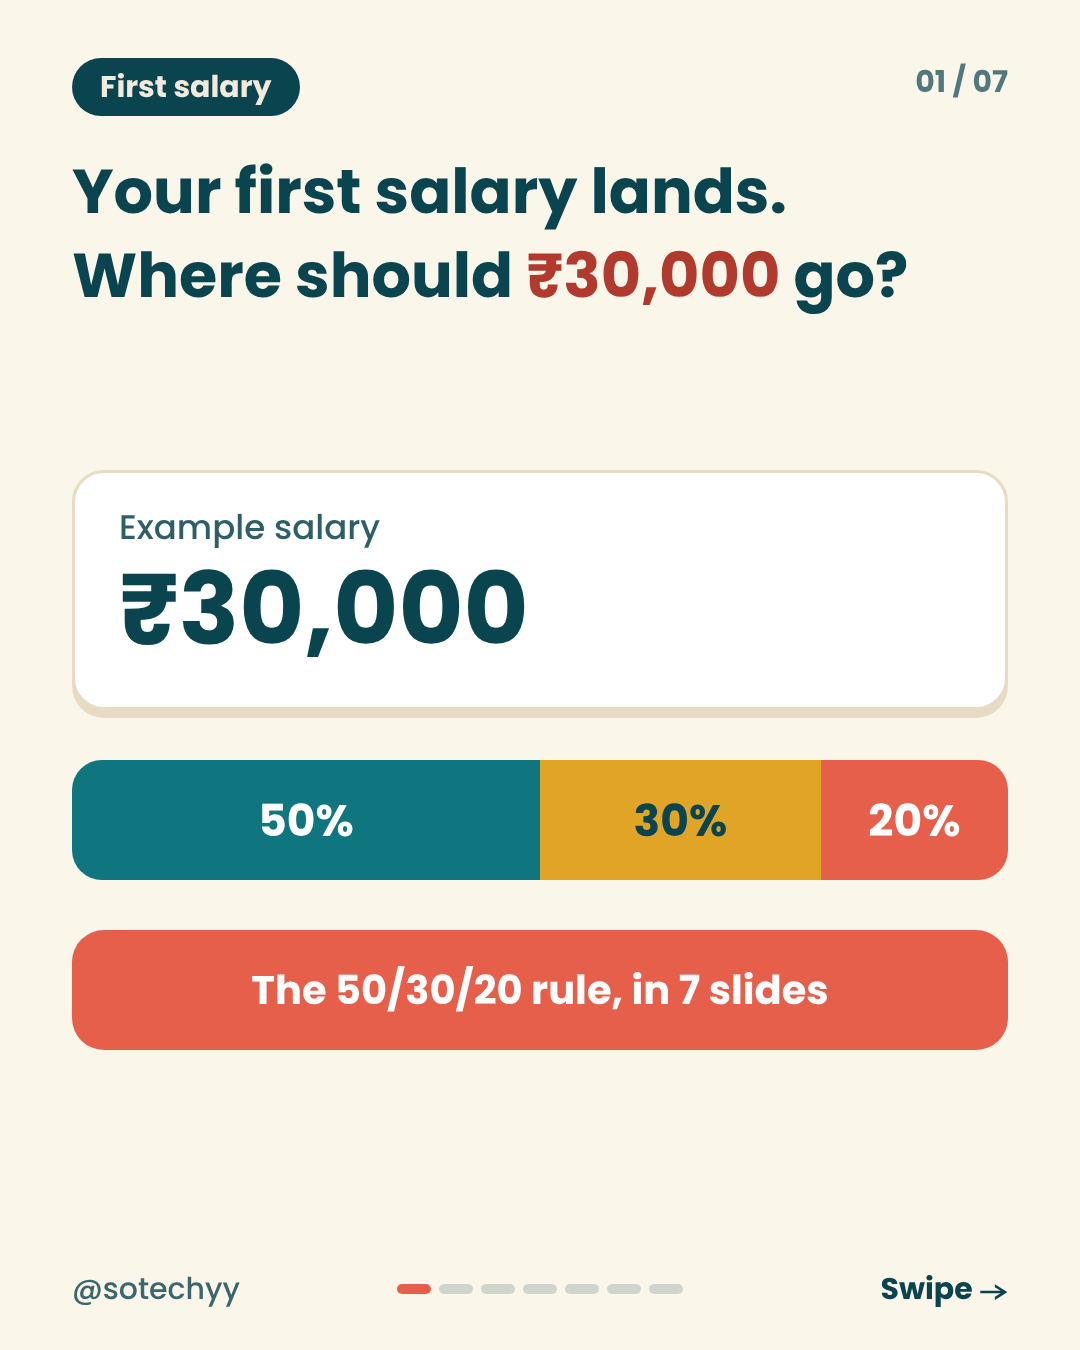 First salary
01 / 07
Your first salary lands.
Where should ₹30,000 go?
Example salary
₹30,000
50%
30%
20%
The 50/30/20 rule, in 7 slides
@sotechyy
Swipe →